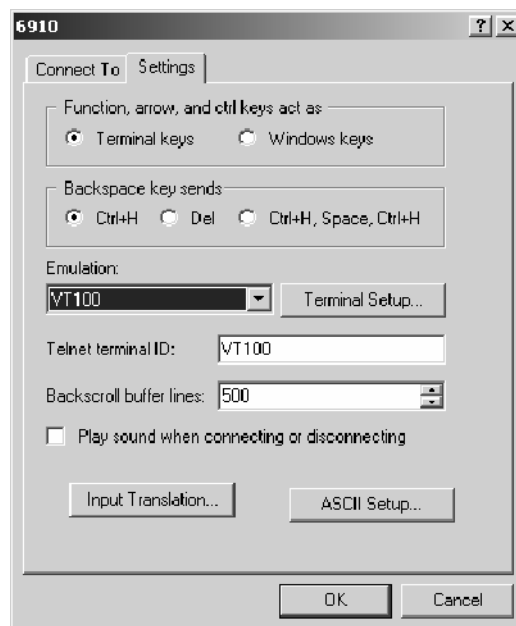 6910
Connect To Settings
Function, arrow, and ctrl keys act as
Terminal keys Windows keys
Backspace key sends
Ctrl+H Del Ctrl+H, Space, Ctrl+H
Emulation:
VT100 Terminal Setup...
Telnet terminal ID: VT100
Backscroll buffer lines: 500
Play sound when connecting or disconnecting
Input Translation... ASCII Setup...
OK Cancel